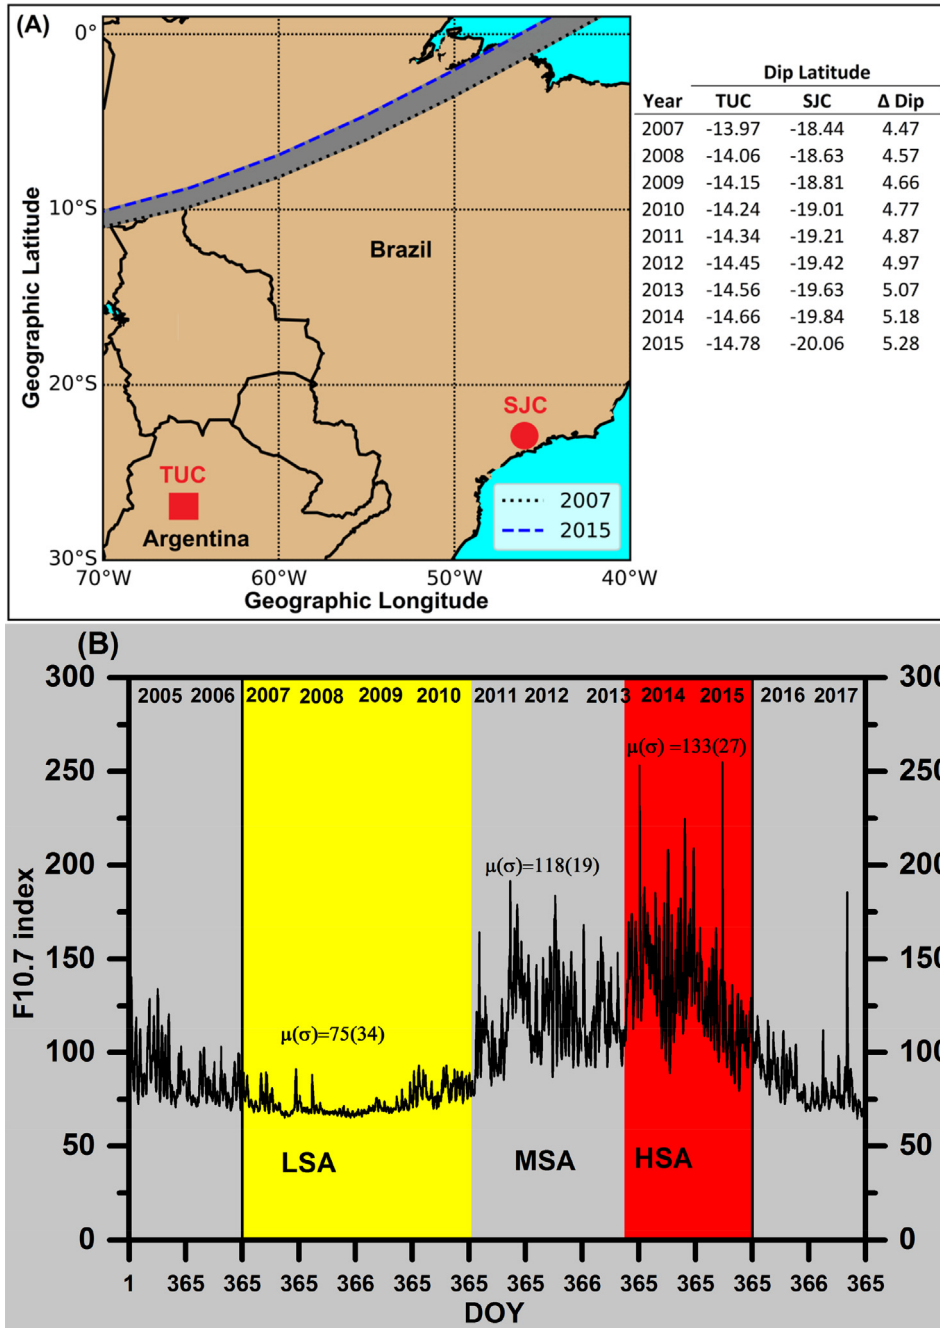 (A)
0°
10°S
20°S
30°S
Geographic Latitude
Brazil
SJC
TUC
Argentina
2007
2015
70°W 60°W 50°W 40°W
Geographic Longitude
Dip Latitude
Year TUC SJC Δ Dip
2007 -13.97 -18.44 4.47
2008 -14.06 -18.63 4.57
2009 -14.15 -18.81 4.66
2010 -14.24 -19.01 4.77
2011 -14.34 -19.21 4.87
2012 -14.45 -19.42 4.97
2013 -14.56 -19.63 5.07
2014 -14.66 -19.84 5.18
2015 -14.78 -20.06 5.28
(B)
300 300
2005 2006 2007 2008 2009 2010 2011 2012 2013 2014 2015 2016 2017
μ(σ) =133(27)
250 250
200 200
μ(σ)=118(19)
150 150
F10.7 index
μ(σ)=75(34)
100 100
50 50
LSA MSA HSA
0 0
1 365 365 365 366 365 365 365 366 365 365 365 366 365
DOY